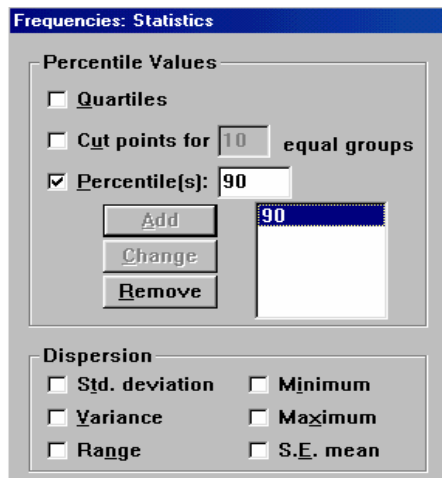 Frequencies: Statistics
Percentile Values
Quartiles
Cut points for 10 equal groups
Percentile(s): 90
Add
90
Change
Remove
Dispersion
Std. deviation
Minimum
Variance
Maximum
Range
S.E. mean